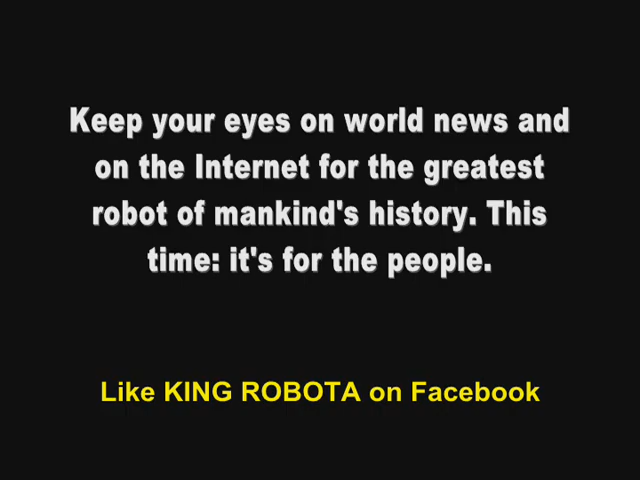 Keep your eyes on world news and
on the Internet for the greatest
robot of mankind's history. This
time: it's for the people.
Like KING ROBOTA on Facebook